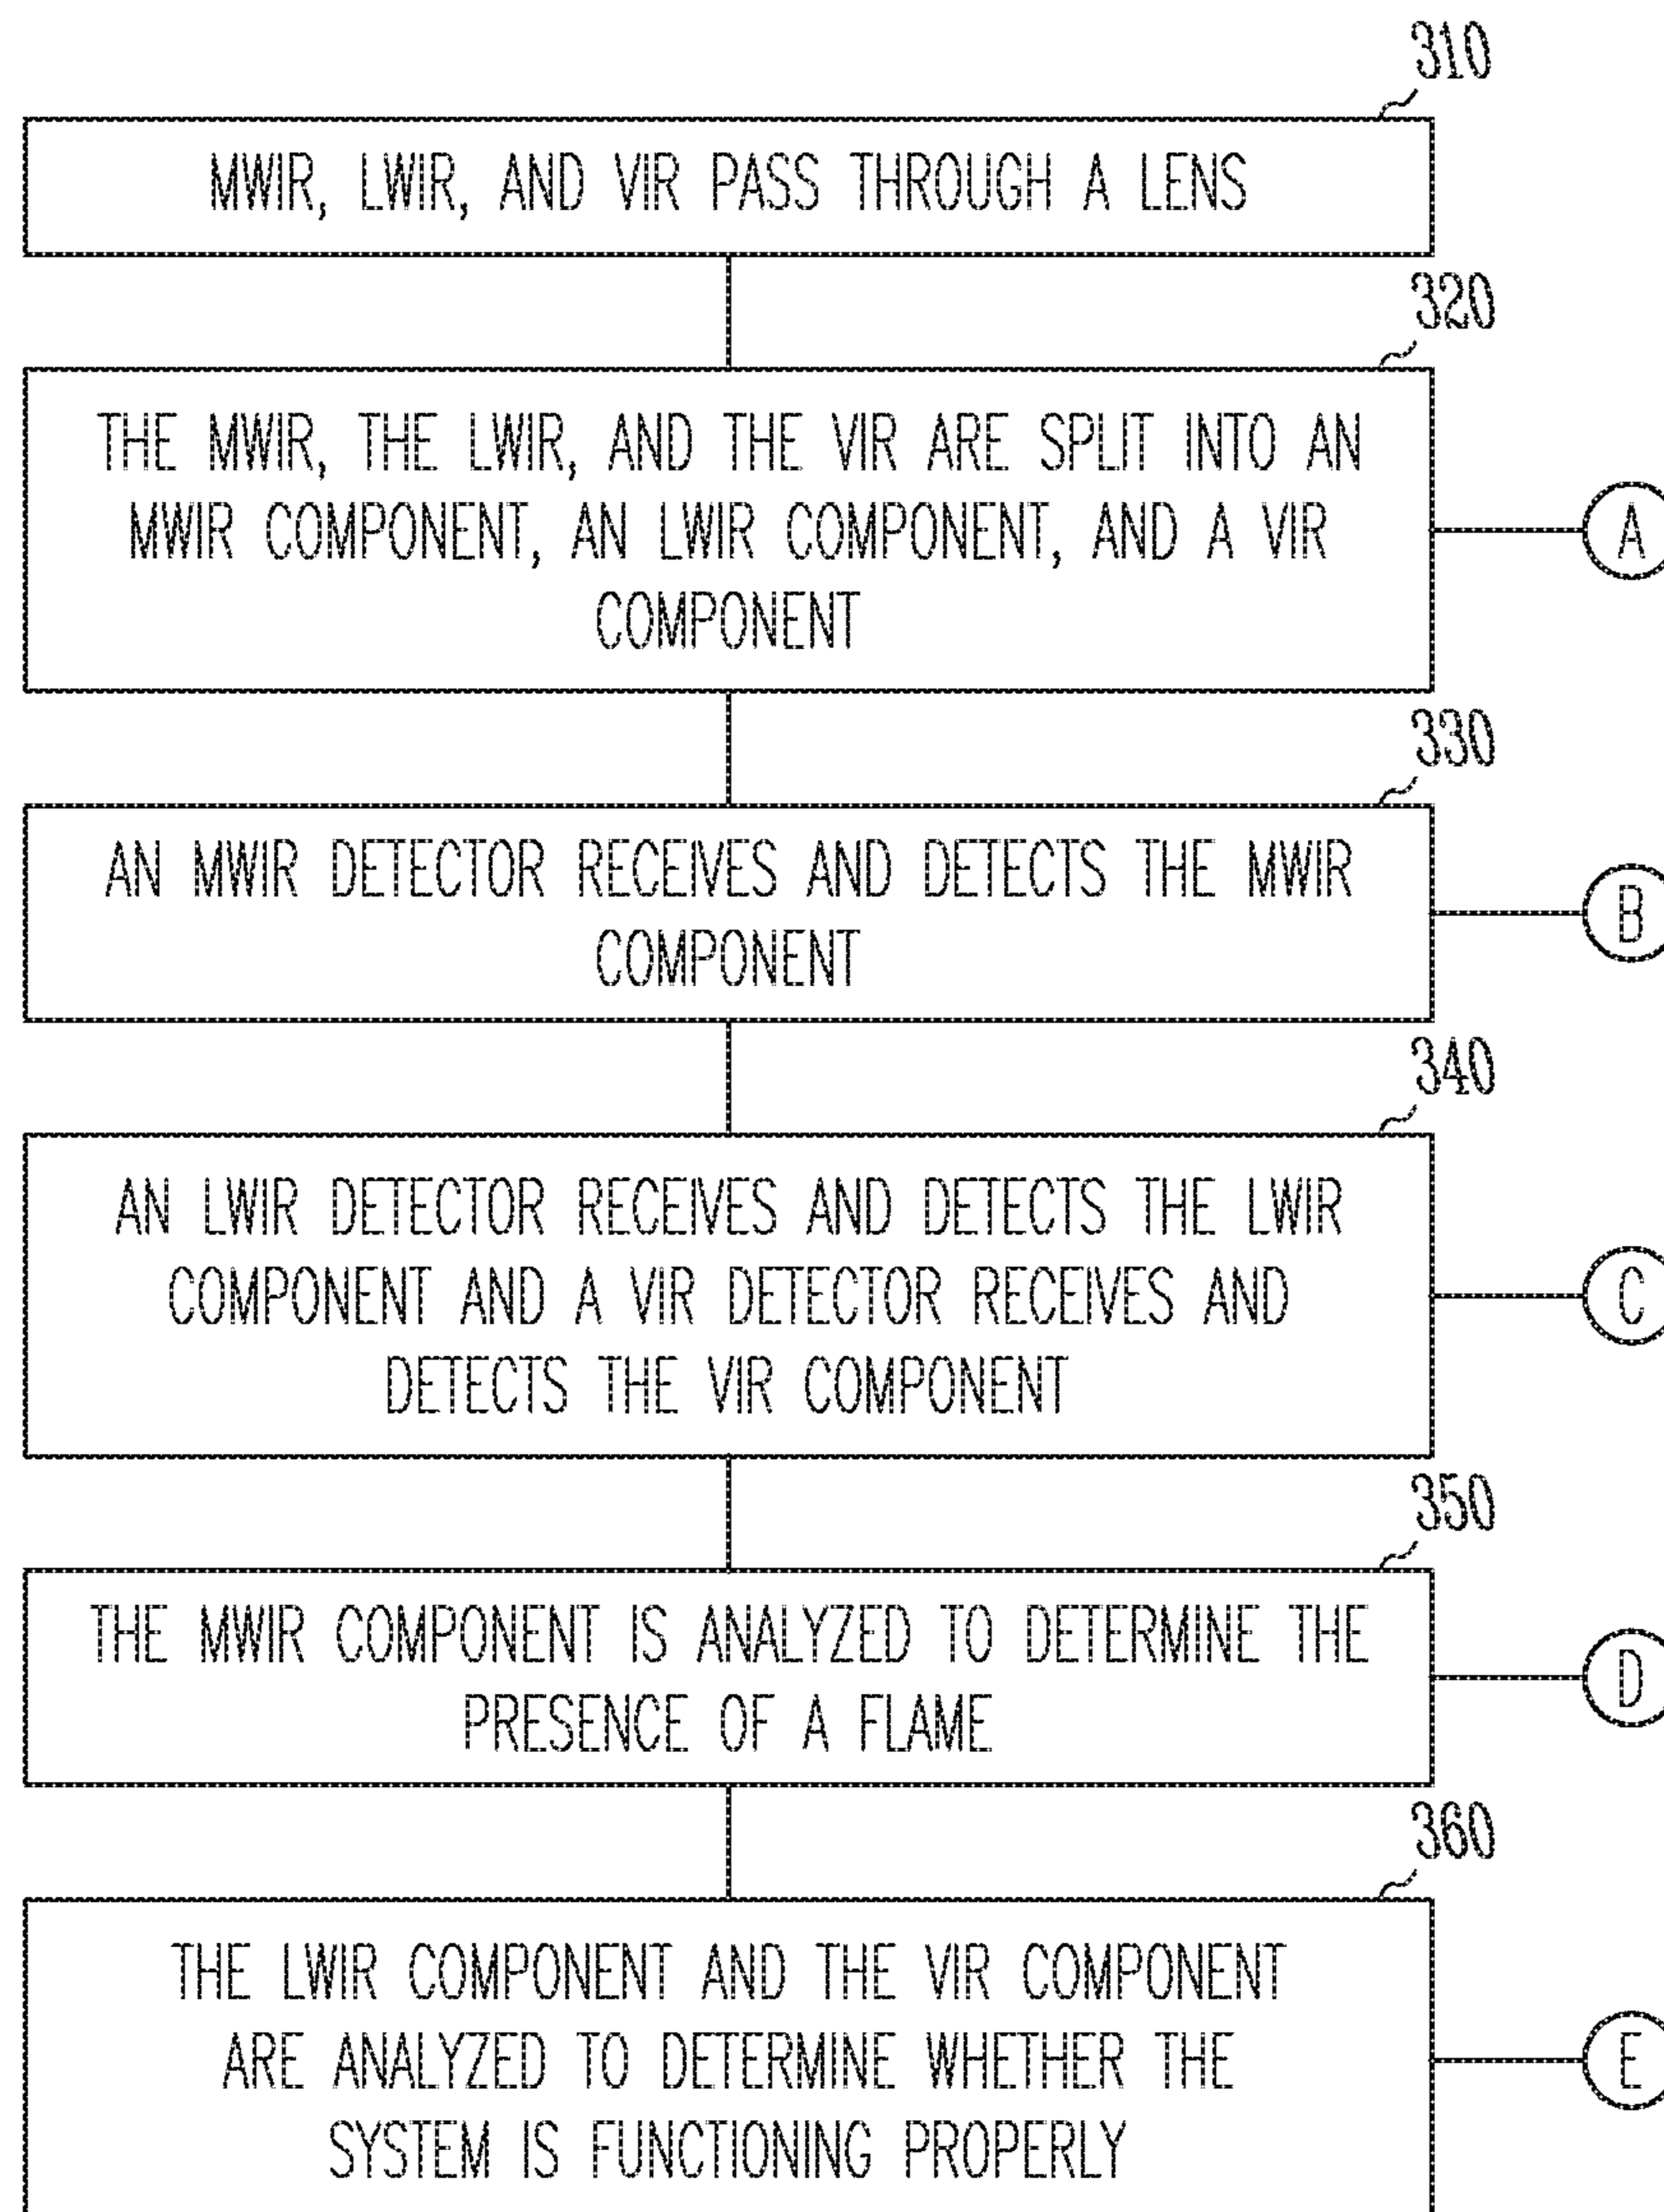 310
MWIR, LWIR, AND VIR PASS THROUGH A LENS
320
THE MWIR, THE LWIR, AND THE VIR ARE SPLIT INTO AN
MWIR COMPONENT, AN LWIR COMPONENT, AND A VIR
COMPONENT
A
330
AN MWIR DETECTOR RECEIVES AND DETECTS THE MWIR
COMPONENT
B
340
AN LWIR DETECTOR RECEIVES AND DETECTS THE LWIR
COMPONENT AND A VIR DETECTOR RECEIVES AND
DETECTS THE VIR COMPONENT
C
350
THE MWIR COMPONENT IS ANALYZED TO DETERMINE THE
PRESENCE OF A FLAME
D
360
THE LWIR COMPONENT AND THE VIR COMPONENT
ARE ANALYZED TO DETERMINE WHETHER THE
SYSTEM IS FUNCTIONING PROPERLY
E